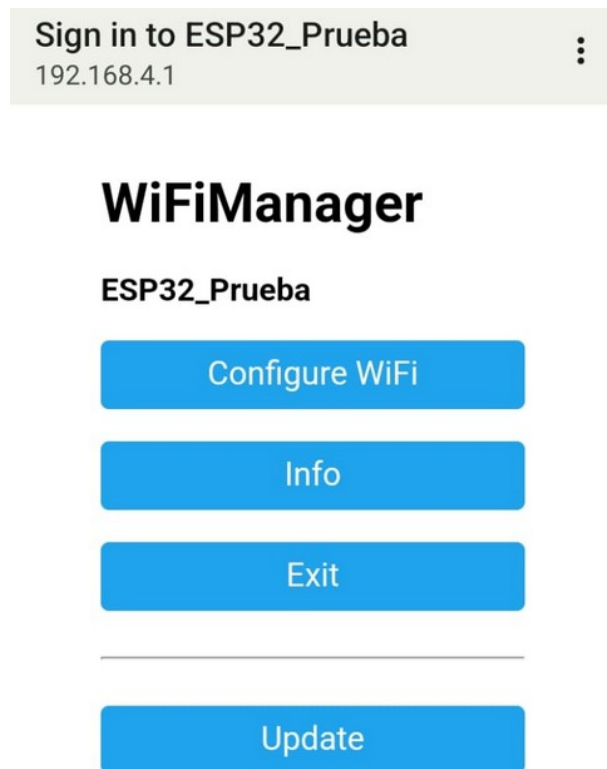 Sign in to ESP32_Prueba
192.168.4.1
WiFiManager
ESP32_Prueba
Configure WiFi
Info
Exit
Update